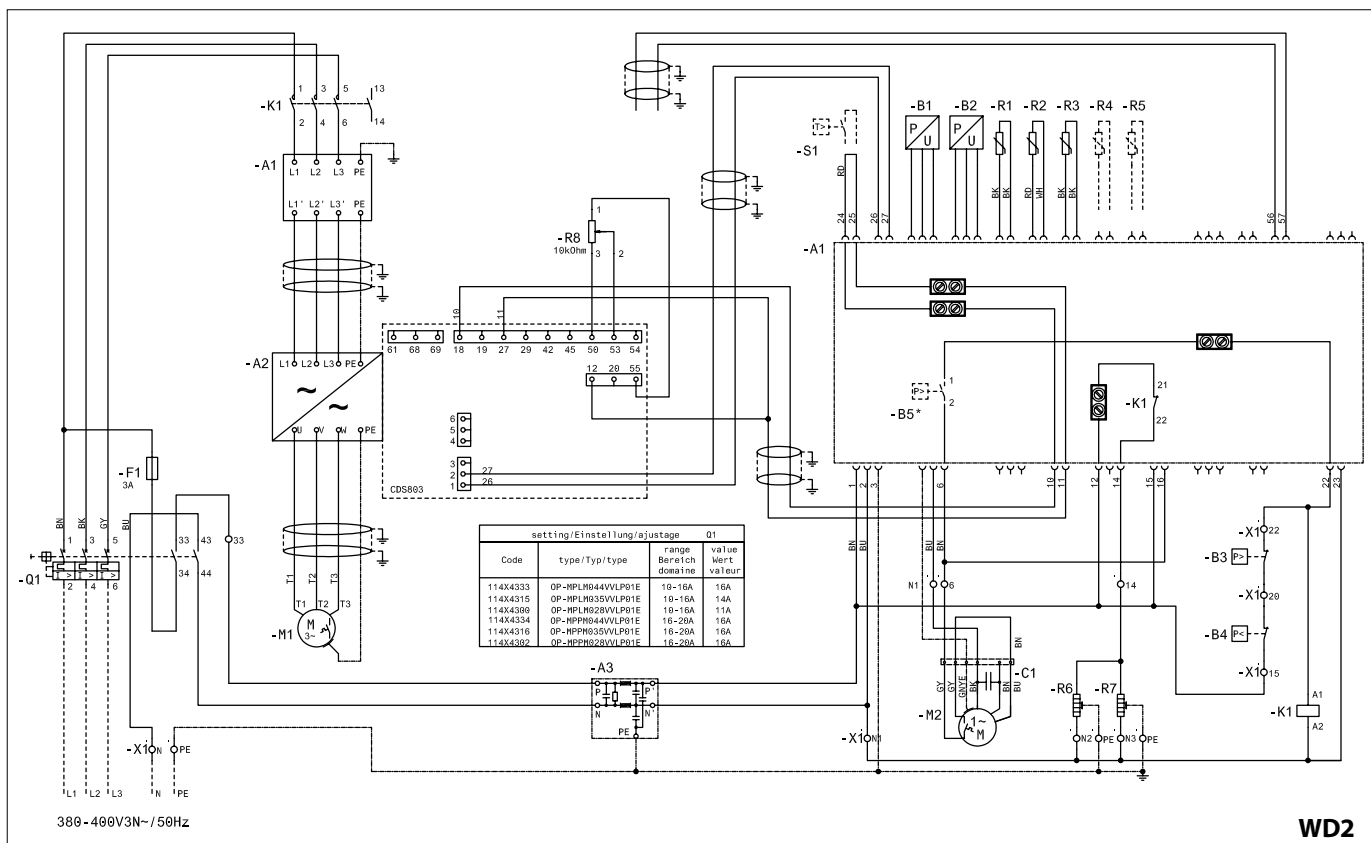 1 3 5 13
-K1
2 4 6 14
-A1
L1 L2 L3 PE
L1' L2' L3' PE
-A2
L1 L2 L3 PE
~
~
U V W PE
-F1
3A
BN BK GY BU
1 3 5 33 43 33
-Q1
I> I> I>
2 4 6 34 44
T1 T2 T3
T1 T2 T3
-M1
M
3~
-X1 N PE
L1 L2 L3 N PE
380-400V3N~/50Hz
-R8
10kOhm
1
3 2
10 11
61 68 69 18 19 27 29 42 45 50 53 54
12 20 55
6
5
4
3
2 27
1 26
CDS803
setting/Einstellung/ajustage Q1
Code type/Typ/type range Bereich domaine value Wert valeur
114X4333 OP-MPLM044VVLP01E 10-16A 16A
114X4315 OP-MPLM035VVLP01E 10-16A 14A
114X4300 OP-MPLM028VVLP01E 10-16A 11A
114X4334 OP-MPPM044VVLP01E 16-20A 16A
114X4316 OP-MPPM035VVLP01E 16-20A 16A
114X4302 OP-MPPM028VVLP01E 16-20A 16A
-A3
P P'
N N'
PE
T>
-S1
-B1 -B2 -R1 -R2 -R3 -R4 -R5
P U P U
RD BK BK RD WH BK BK
24 25 26 27 56 57
-A1
P>
1
2
-B5*
-K1
21
22
1 2 3 6 10 11 12 14 15 16 22 23
BN BU BU BN
N1 6 14
-X1 22
-B3 P>
-X1 20
-B4 P<
-X1 15
BN
-C1
GY GY GNYE BK BN BU
-M2
1~
M
-R6 -R7
-K1
A1
A2
-X1 N1 N2 PE N3 PE
WD2